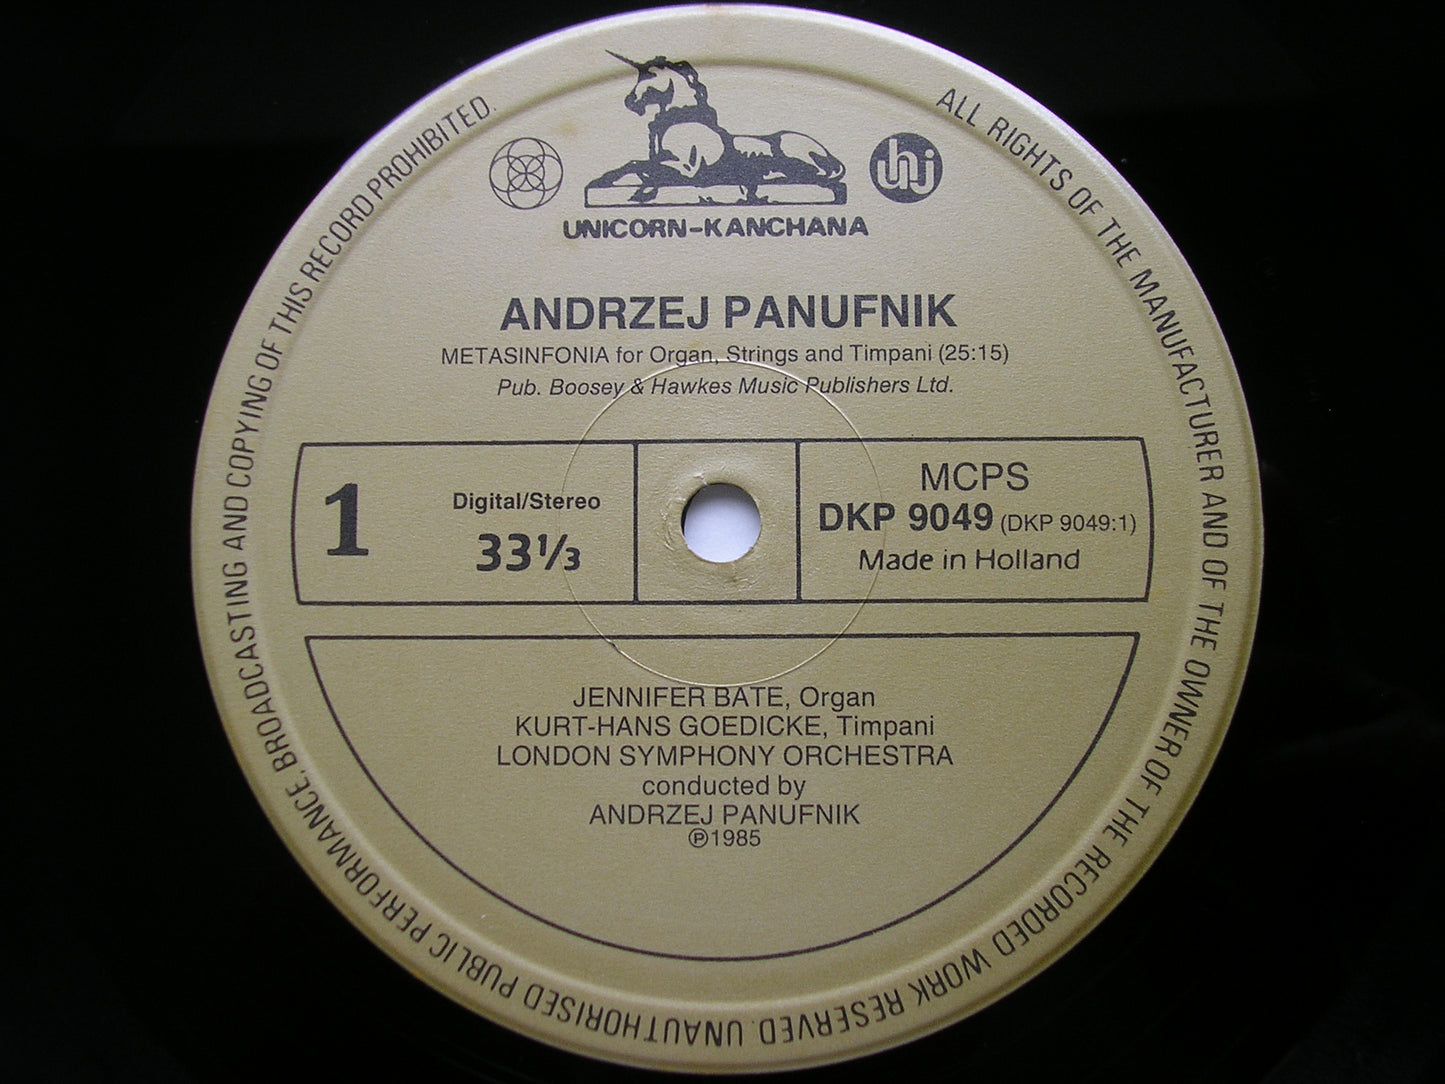 uhj
UNICORN-KANCHANA
ANDRZEJ PANUFNIK
METASINFONIA for Organ, Strings and Timpani (25:15)
Pub. Boosey & Hawkes Music Publishers Ltd.
1
Digital/Stereo
33⅓
MCPS
DKP 9049 (DKP 9049:1)
Made in Holland
JENNIFER BATE, Organ
KURT-HANS GOEDICKE, Timpani
LONDON SYMPHONY ORCHESTRA
conducted by
ANDRZEJ PANUFNIK
℗1985
ALL RIGHTS OF THE MANUFACTURER AND OF THE OWNER OF THE RECORDED WORK RESERVED. UNAUTHORISED PUBLIC PERFORMANCE, BROADCASTING AND COPYING OF THIS RECORD PROHIBITED.